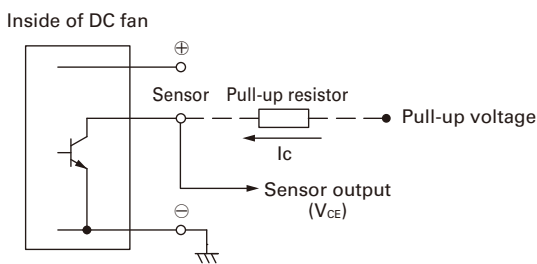 Inside of DC fan
⊕
Sensor Pull-up resistor
Pull-up voltage
Ic
Sensor output
(VCE)
⊖